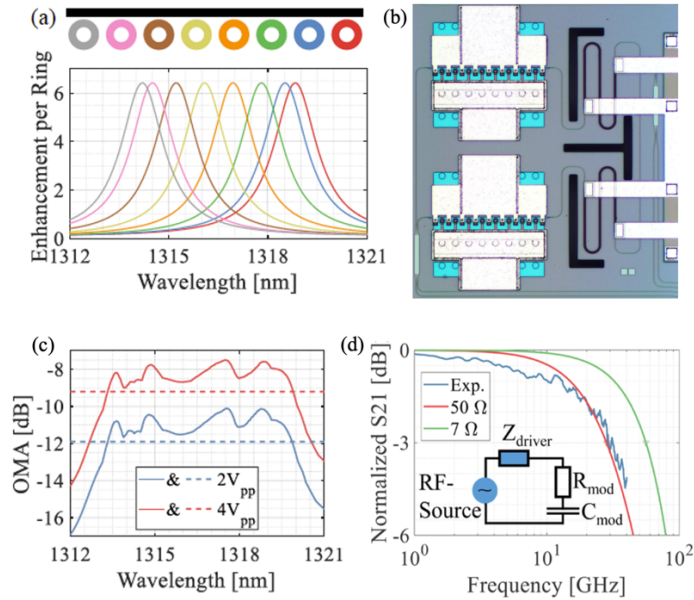 (a)
Enhancement per Ring
6
4
2
0
1312 1315 1318 1321
Wavelength [nm]
(b)
(c)
OMA [dB]
-8
-10
-12
-14
-16
& 2Vpp
& 4Vpp
1312 1315 1318 1321
Wavelength [nm]
(d)
Normalized S21 [dB]
0
-3
-6
Exp.
50 Ω
7 Ω
Zdriver
RF-
Source
~
Rmod
Cmod
10^0 10^1 10^2
Frequency [GHz]